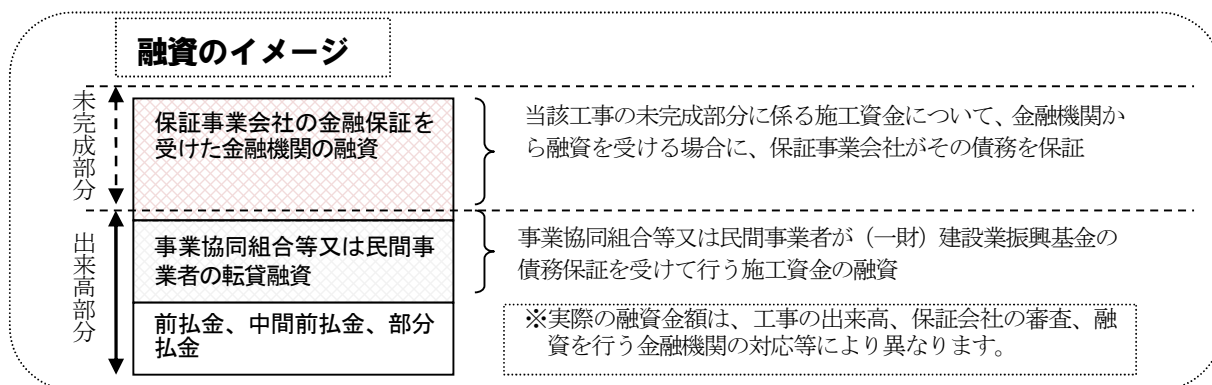 融資のイメージ
未完成部分
保証事業会社の金融保証を
受けた金融機関の融資
当該工事の未完成部分に係る施工資金について、金融機関か
ら融資を受ける場合に、保証事業会社がその債務を保証
出来高部分
事業協同組合等又は民間事
業者の転貸融資
事業協同組合等又は民間事業者が（一財）建設業振興基金の
債務保証を受けて行う施工資金の融資
前払金、中間前払金、部分
払金
※実際の融資金額は、工事の出来高、保証会社の審査、融
資を行う金融機関の対応等により異なります。